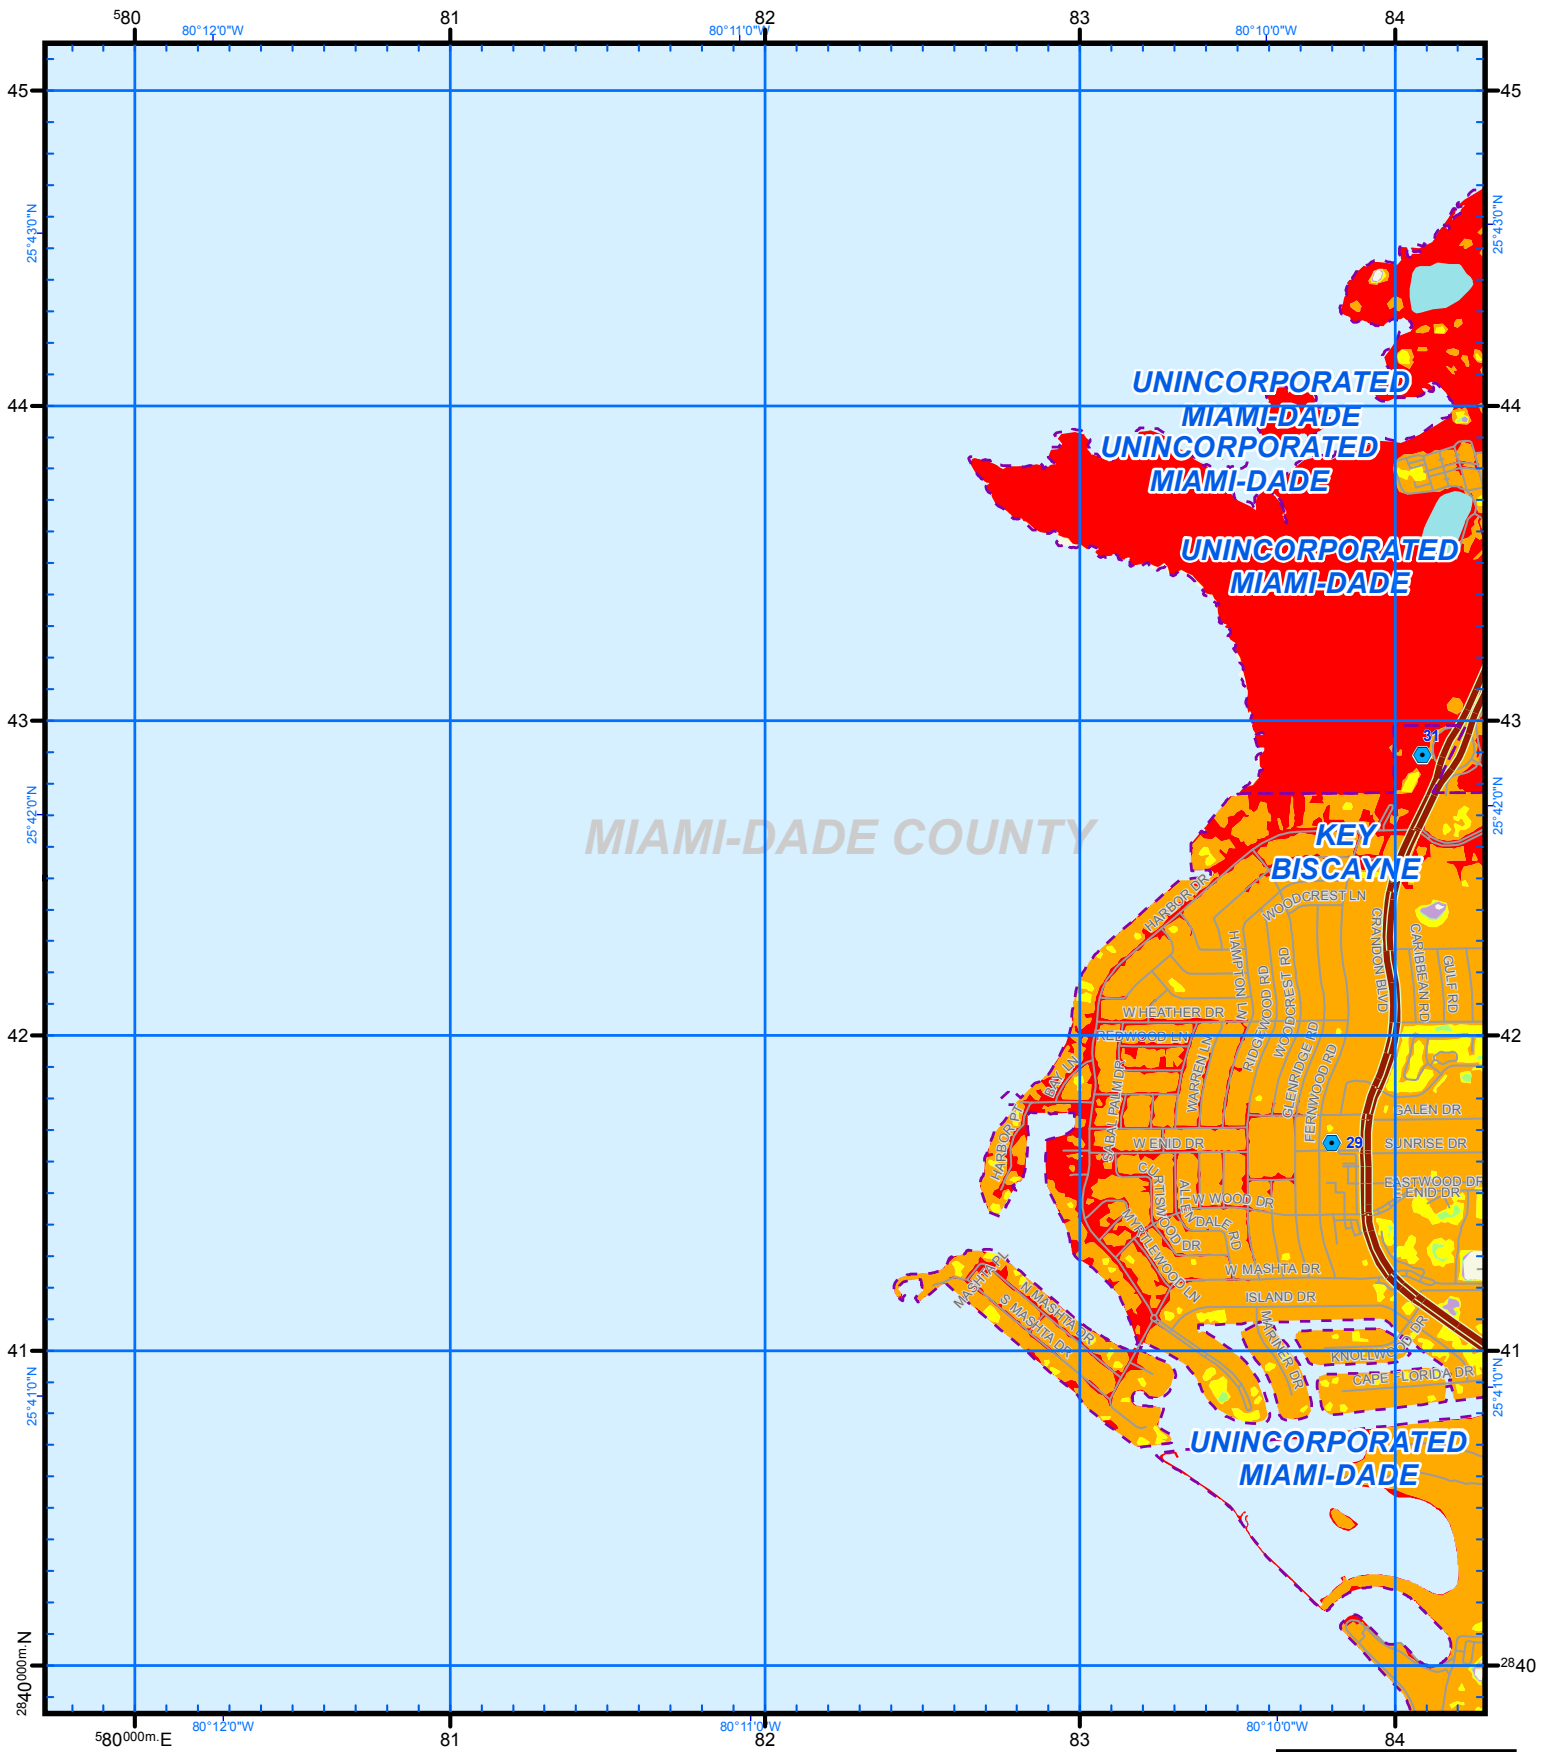 580 81 82 83 84
80°12'0"W 80°11'0"W 80°10'0"W
45 45
25°43'0"N 25°43'0"N
UNINCORPORATED
MIAMI-DADE
44 44
UNINCORPORATED
MIAMI-DADE
UNINCORPORATED
MIAMI-DADE
43 43
31
25°42'0"N 25°42'0"N
MIAMI-DADE COUNTY
KEY
BISCAYNE
HARBOR DR
WOODCREST LN
CRANDON BLVD
CARIBBEAN RD
GULF RD
HAMPTON LN
RIDGEWOOD RD
WOODCREST RD
GLENRIDGE RD
FERNWOOD RD
W HEATHER DR
42 42
REDWOOD LN
WARREN LN
BAY LN
SABAL PALM DR
HARBOR PT
GALEN DR
W ENID DR
29
SUNRISE DR
EASTWOOD DR
E ENID DR
CURTISWOOD DR
ALLENDALE RD
W WOOD DR
MYRTLEWOOD LN
W MASHTA DR
MASHTA PL
N MASHTA DR
S MASHTA DR
ISLAND DR
MARINER DR
41 41
KNOLLWOOD DR
CAPE FLORIDA DR
25°41'0"N 25°41'0"N
UNINCORPORATED
MIAMI-DADE
2840000m.N 2840
80°12'0"W 80°11'0"W 80°10'0"W
580000m.E 81 82 83 84